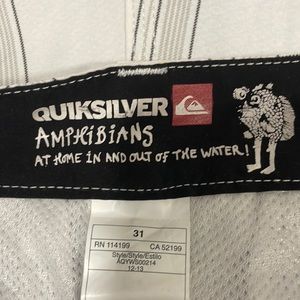 QUIKSILVER
AMPHIBIANS
AT HOME IN AND OUT OF THE WATER!
31
RN 114199 CA 52199
Style/Style/Estilo
AQYWS00214
12-13